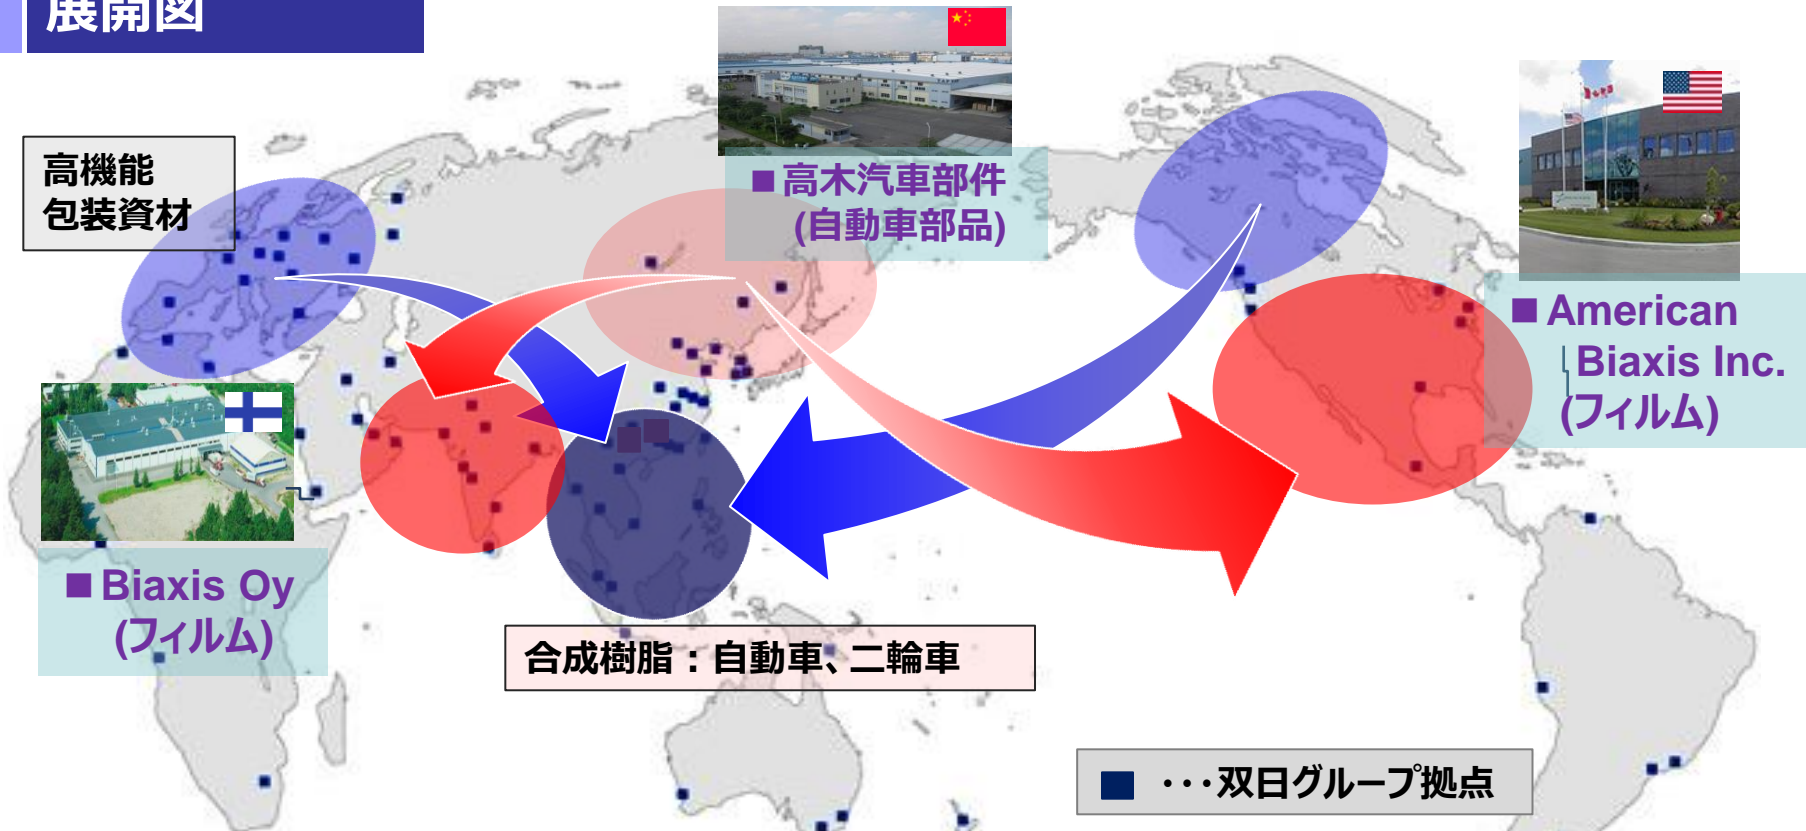 展開図
高機能
包装資材
■高木汽車部件
(自動車部品)
■American
Biaxis Inc.
(フィルム)
■Biaxis Oy
(フィルム)
合成樹脂：自動車、二輪車
■ ･･･双日グループ拠点